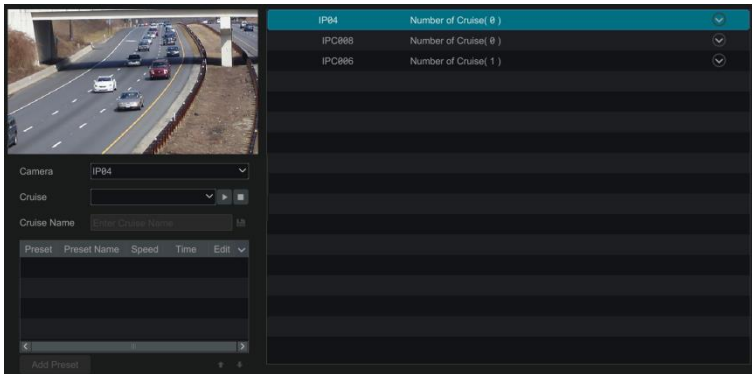 IP04 Number of Cruise( 0 )
IPC008 Number of Cruise( 0 )
IPC006 Number of Cruise( 1 )
Camera IP04
Cruise
Cruise Name Enter Cruise Name
Preset Preset Name Speed Time Edit
Add Preset